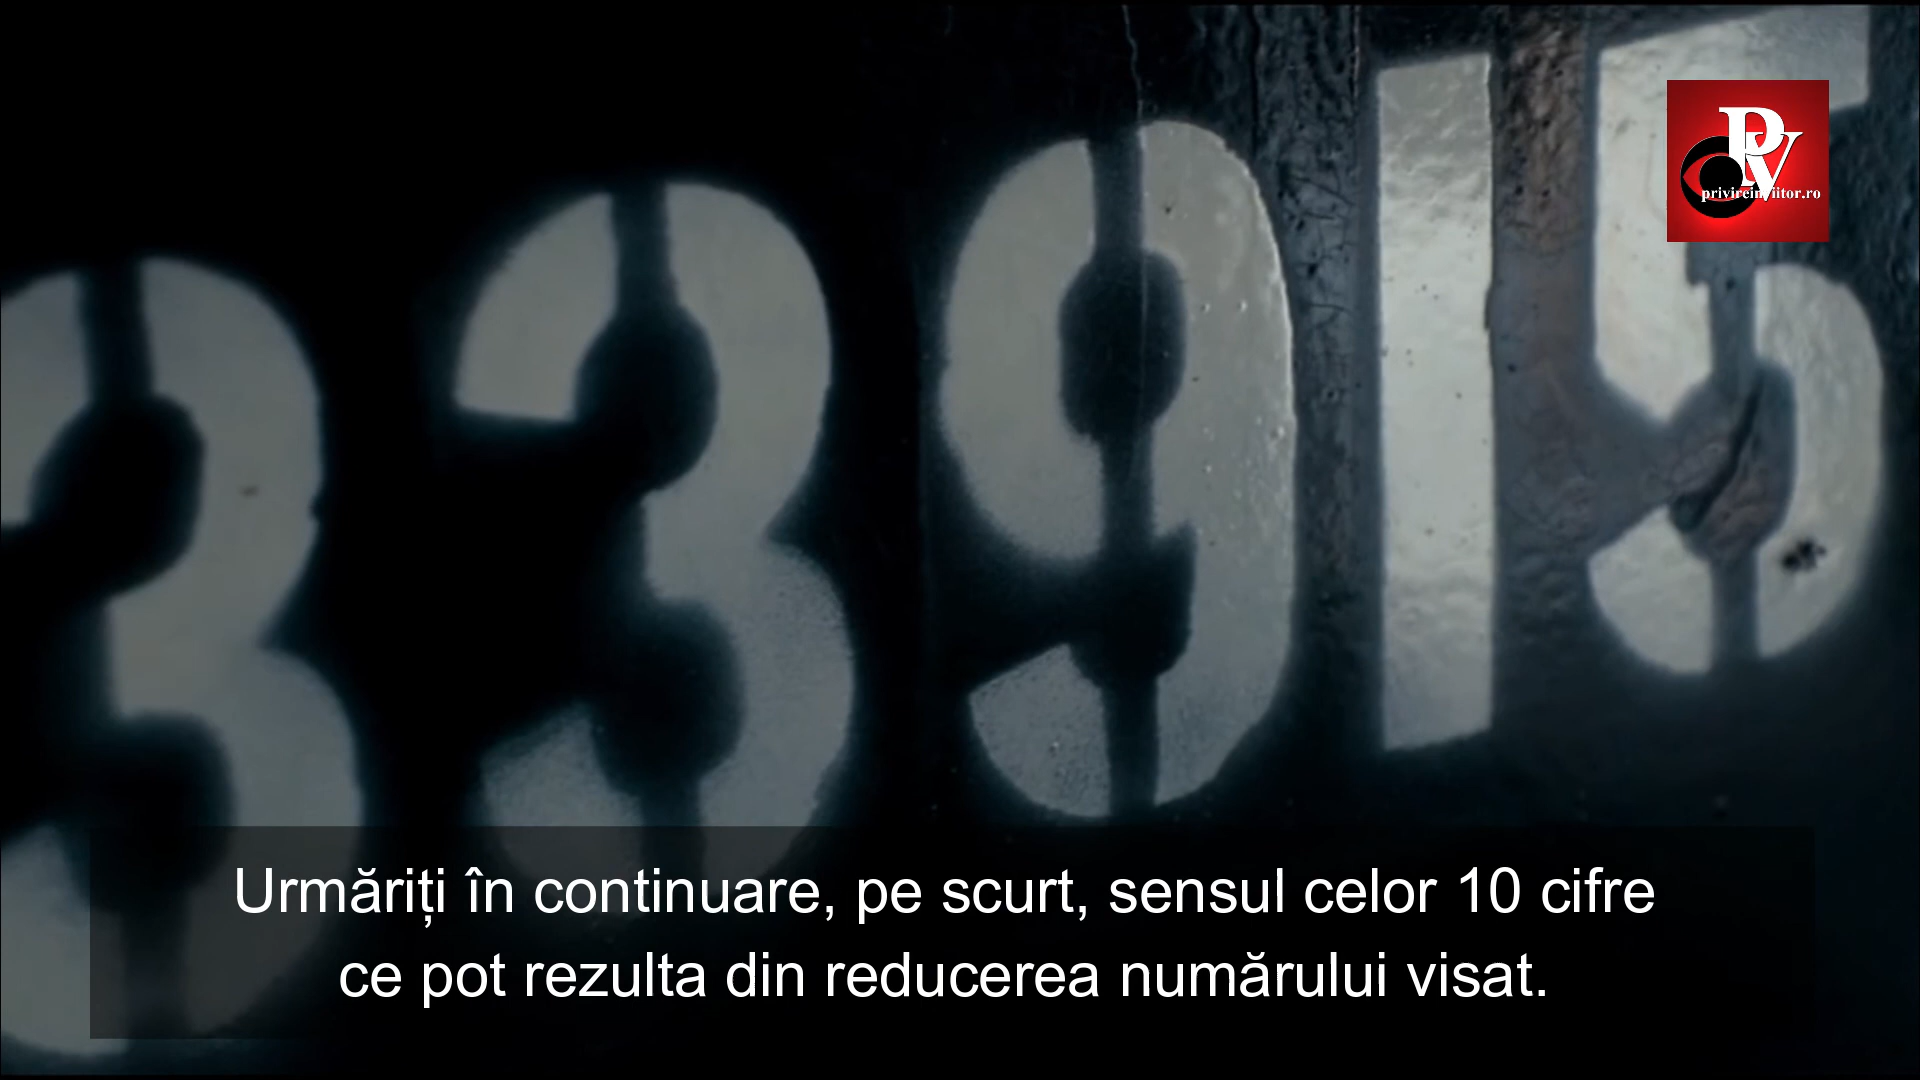 33915
PV
privireinviitor.ro
Urmăriți în continuare, pe scurt, sensul celor 10 cifre
ce pot rezulta din reducerea numărului visat.